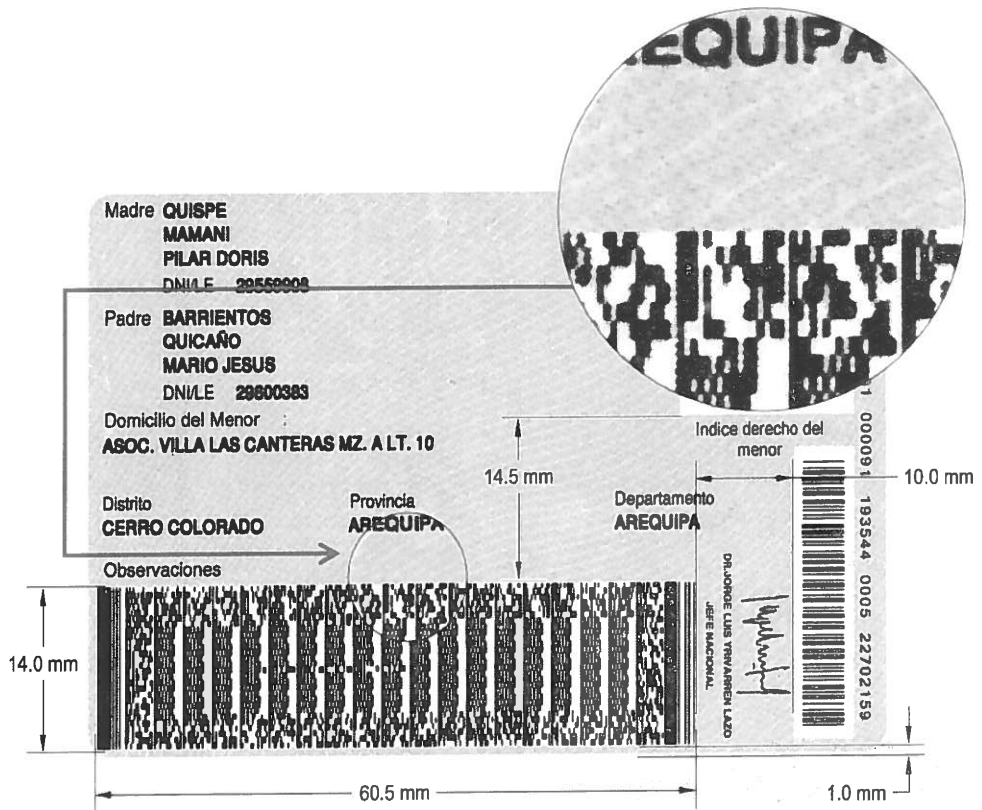 EQUIPA
Madre QUISPE
MAMANI
PILAR DORIS
DNI/LE 29559908
Padre BARRIENTOS
QUICAÑO
MARIO JESUS
DNI/LE 29600383
Domicilio del Menor :
ASOC. VILLA LAS CANTERAS MZ. A LT. 10
Indice derecho del
menor
14.5 mm
10.0 mm
Distrito
CERRO COLORADO
Provincia
AREQUIPA
Departamento
AREQUIPA
Observaciones
14.0 mm
DR. JORGE LUIS YRIVARREN LAZO
JEFE NACIONAL
000091 193544 0005 22702159
60.5 mm
1.0 mm